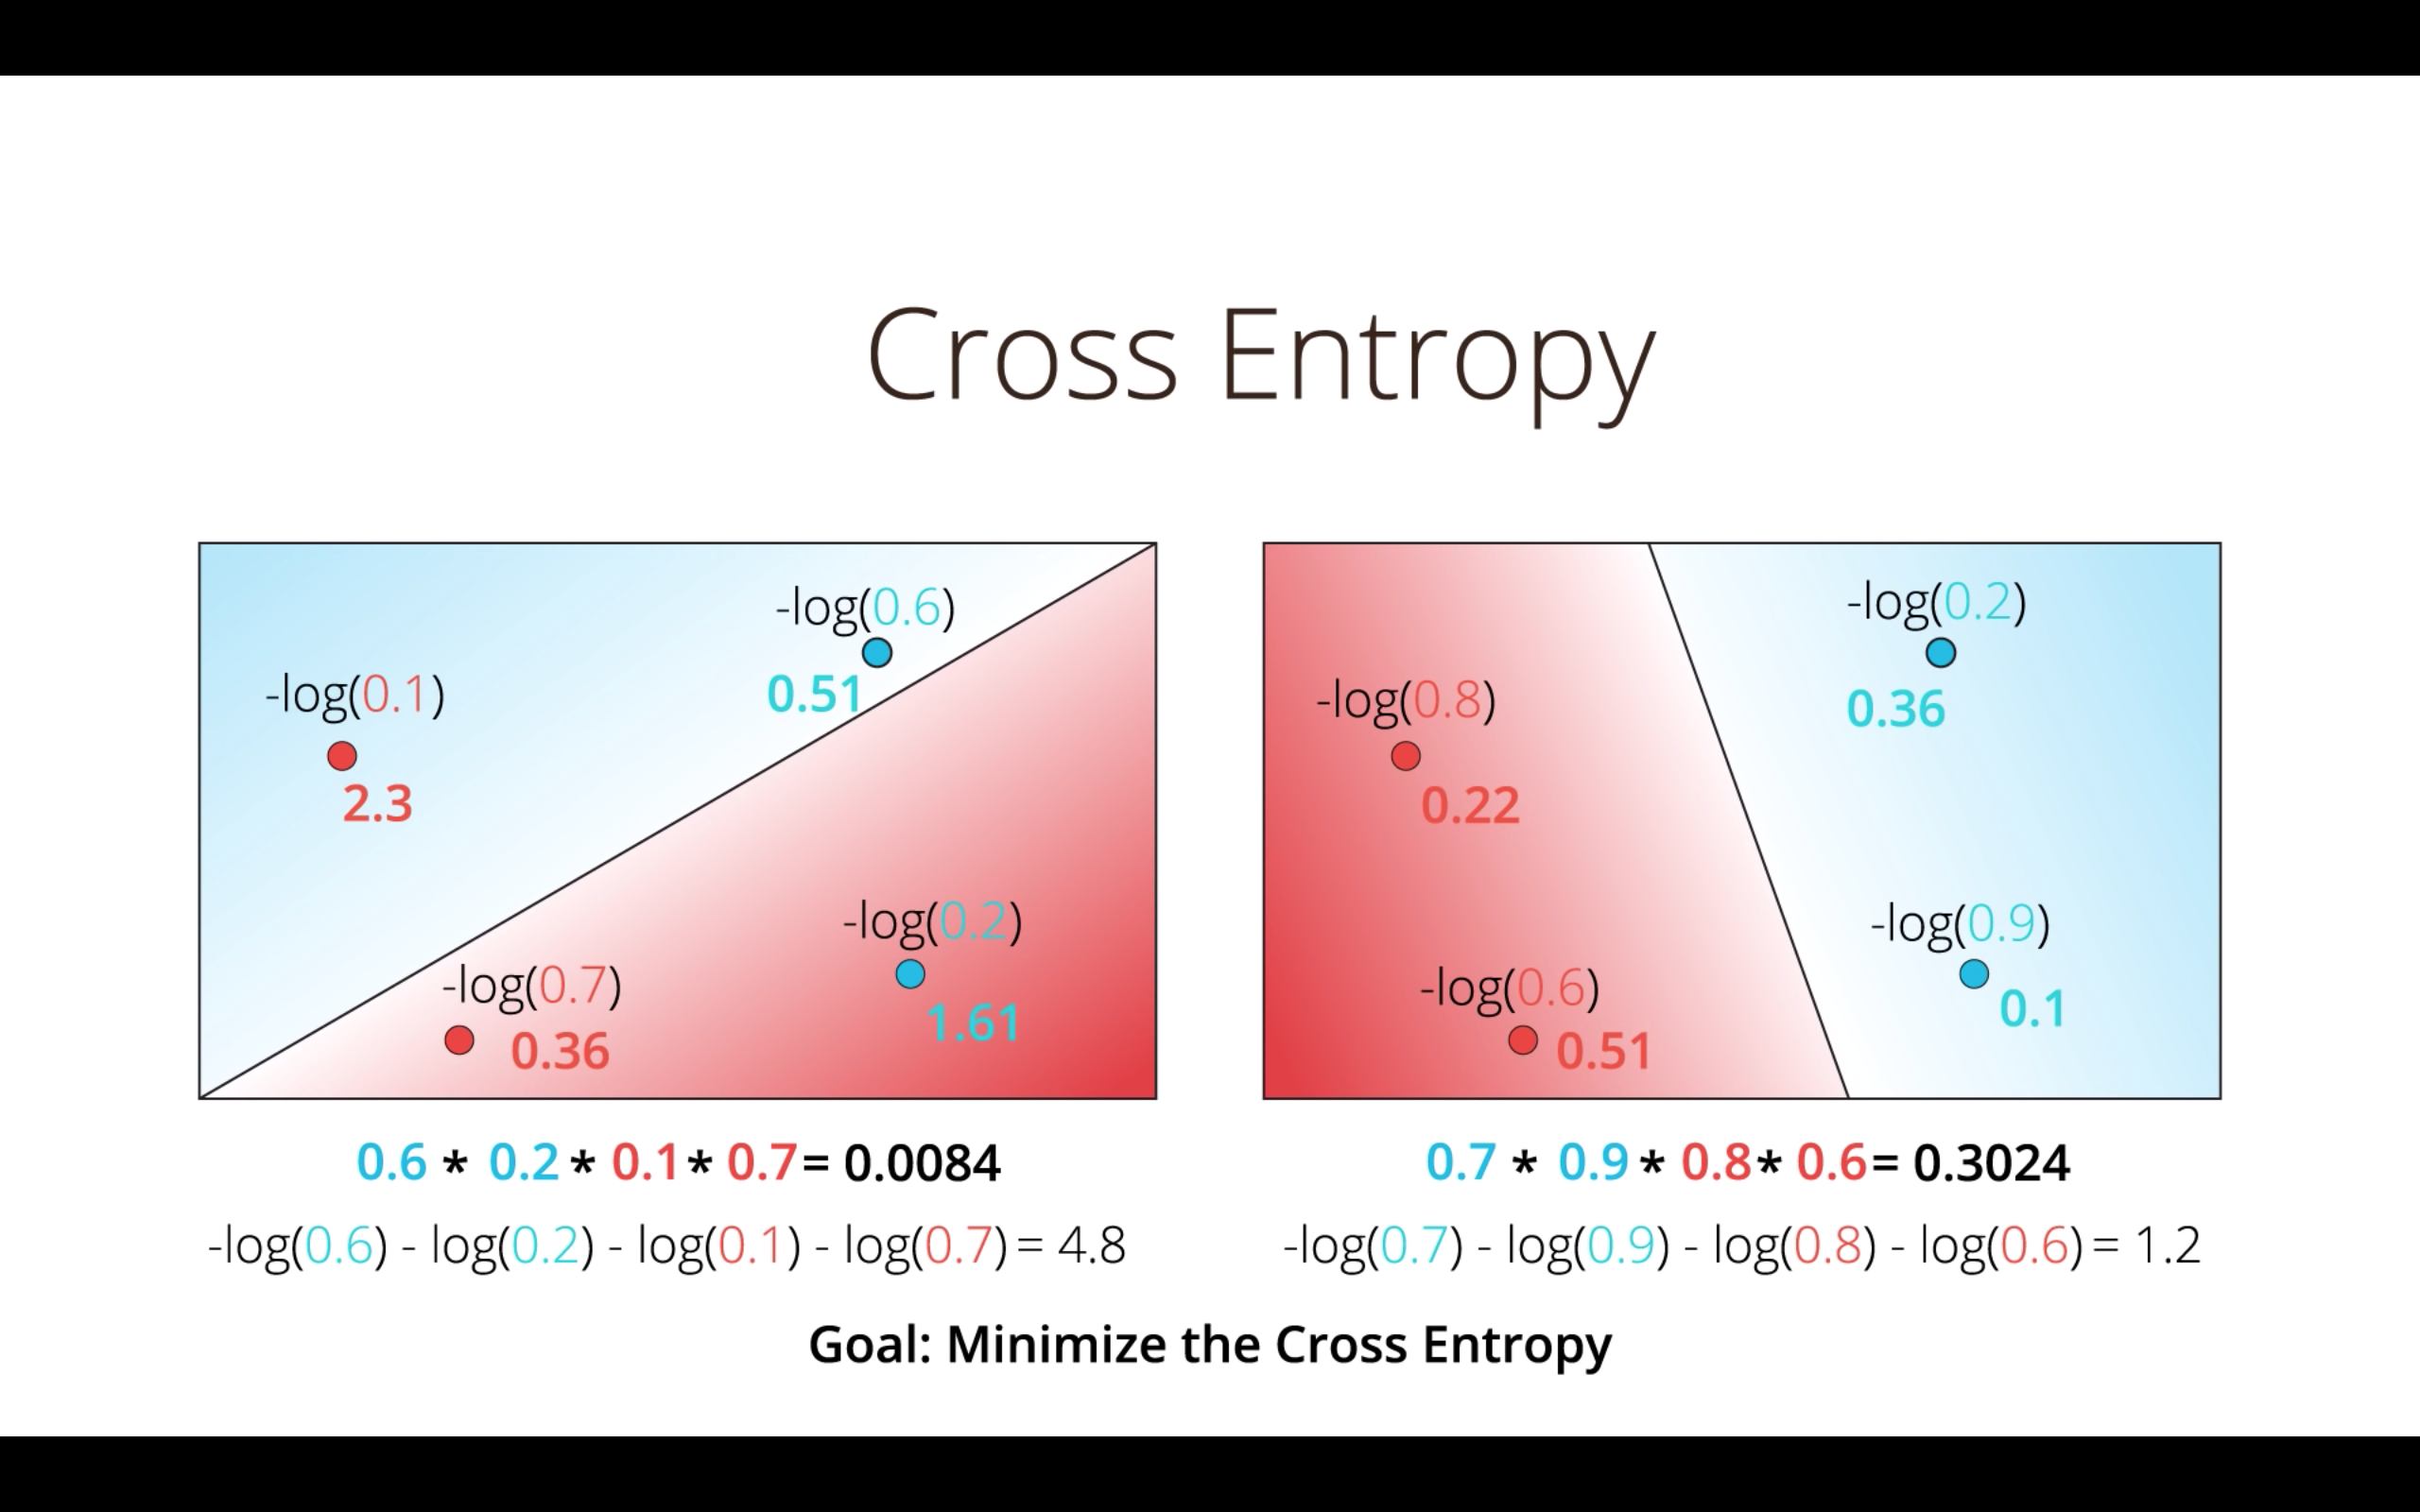 Cross Entropy
-log(0.6)
0.51
-log(0.1)
2.3
-log(0.2)
1.61
-log(0.7)
0.36
-log(0.2)
0.36
-log(0.8)
0.22
-log(0.9)
0.1
-log(0.6)
0.51
0.6 * 0.2 * 0.1 * 0.7 = 0.0084
-log(0.6) - log(0.2) - log(0.1) - log(0.7) = 4.8
0.7 * 0.9 * 0.8 * 0.6 = 0.3024
-log(0.7) - log(0.9) - log(0.8) - log(0.6) = 1.2
Goal: Minimize the Cross Entropy